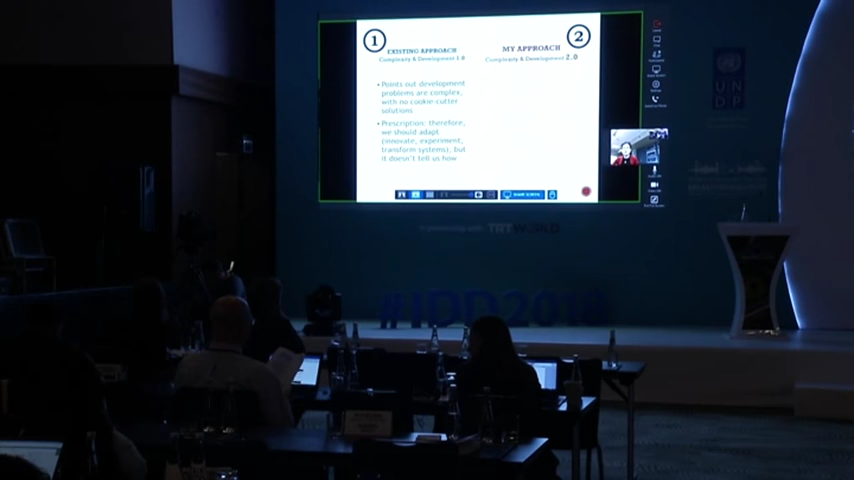 1
EXISTING APPROACH
Complexity & Development 1.0
• Points out development
problems are complex,
with no cookie-cutter
solutions
• Prescription: therefore,
we should adapt
(innovate, experiment,
transform systems), but
it doesn't tell us how
2
MY APPROACH
Complexity & Development 2.0
U N
D P
in partnership with TRT WORLD